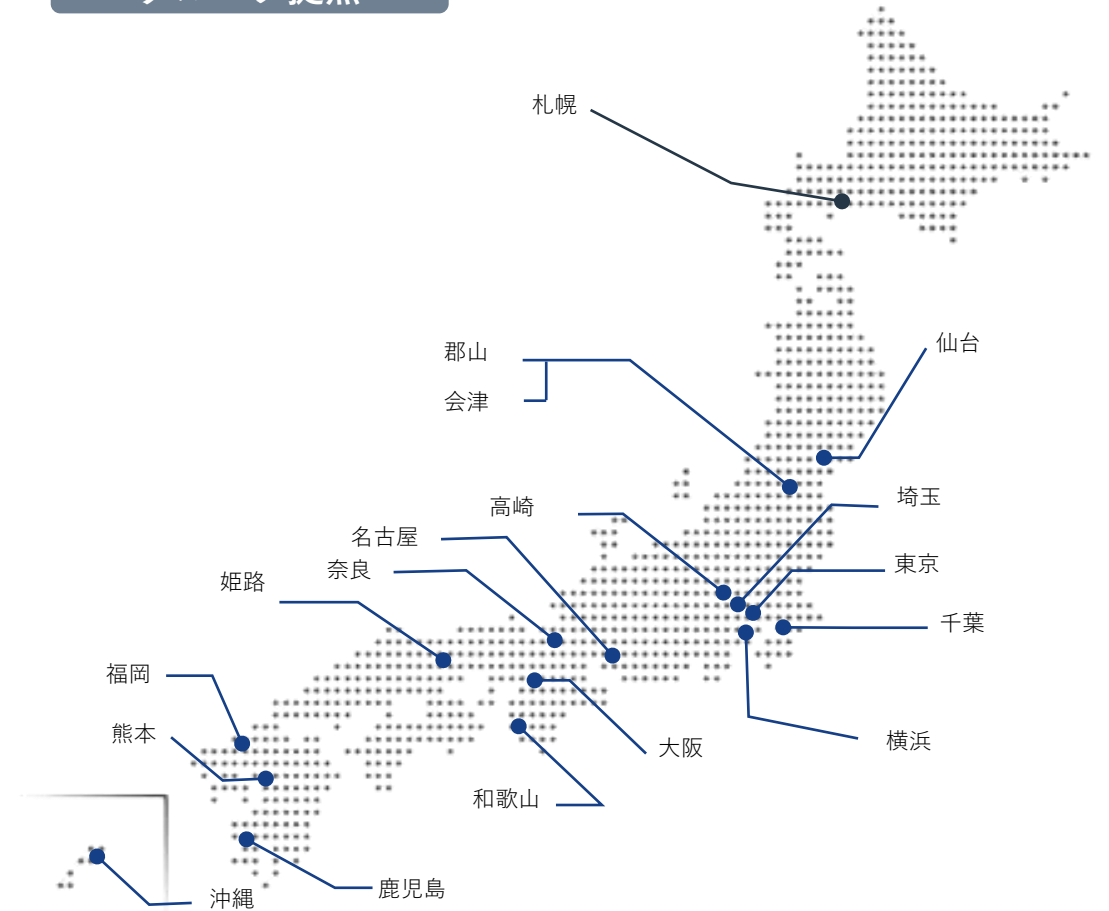 札幌
郡山
会津
仙台
高崎
埼玉
名古屋
奈良
東京
姫路
千葉
福岡
熊本
大阪
横浜
和歌山
沖縄
鹿児島